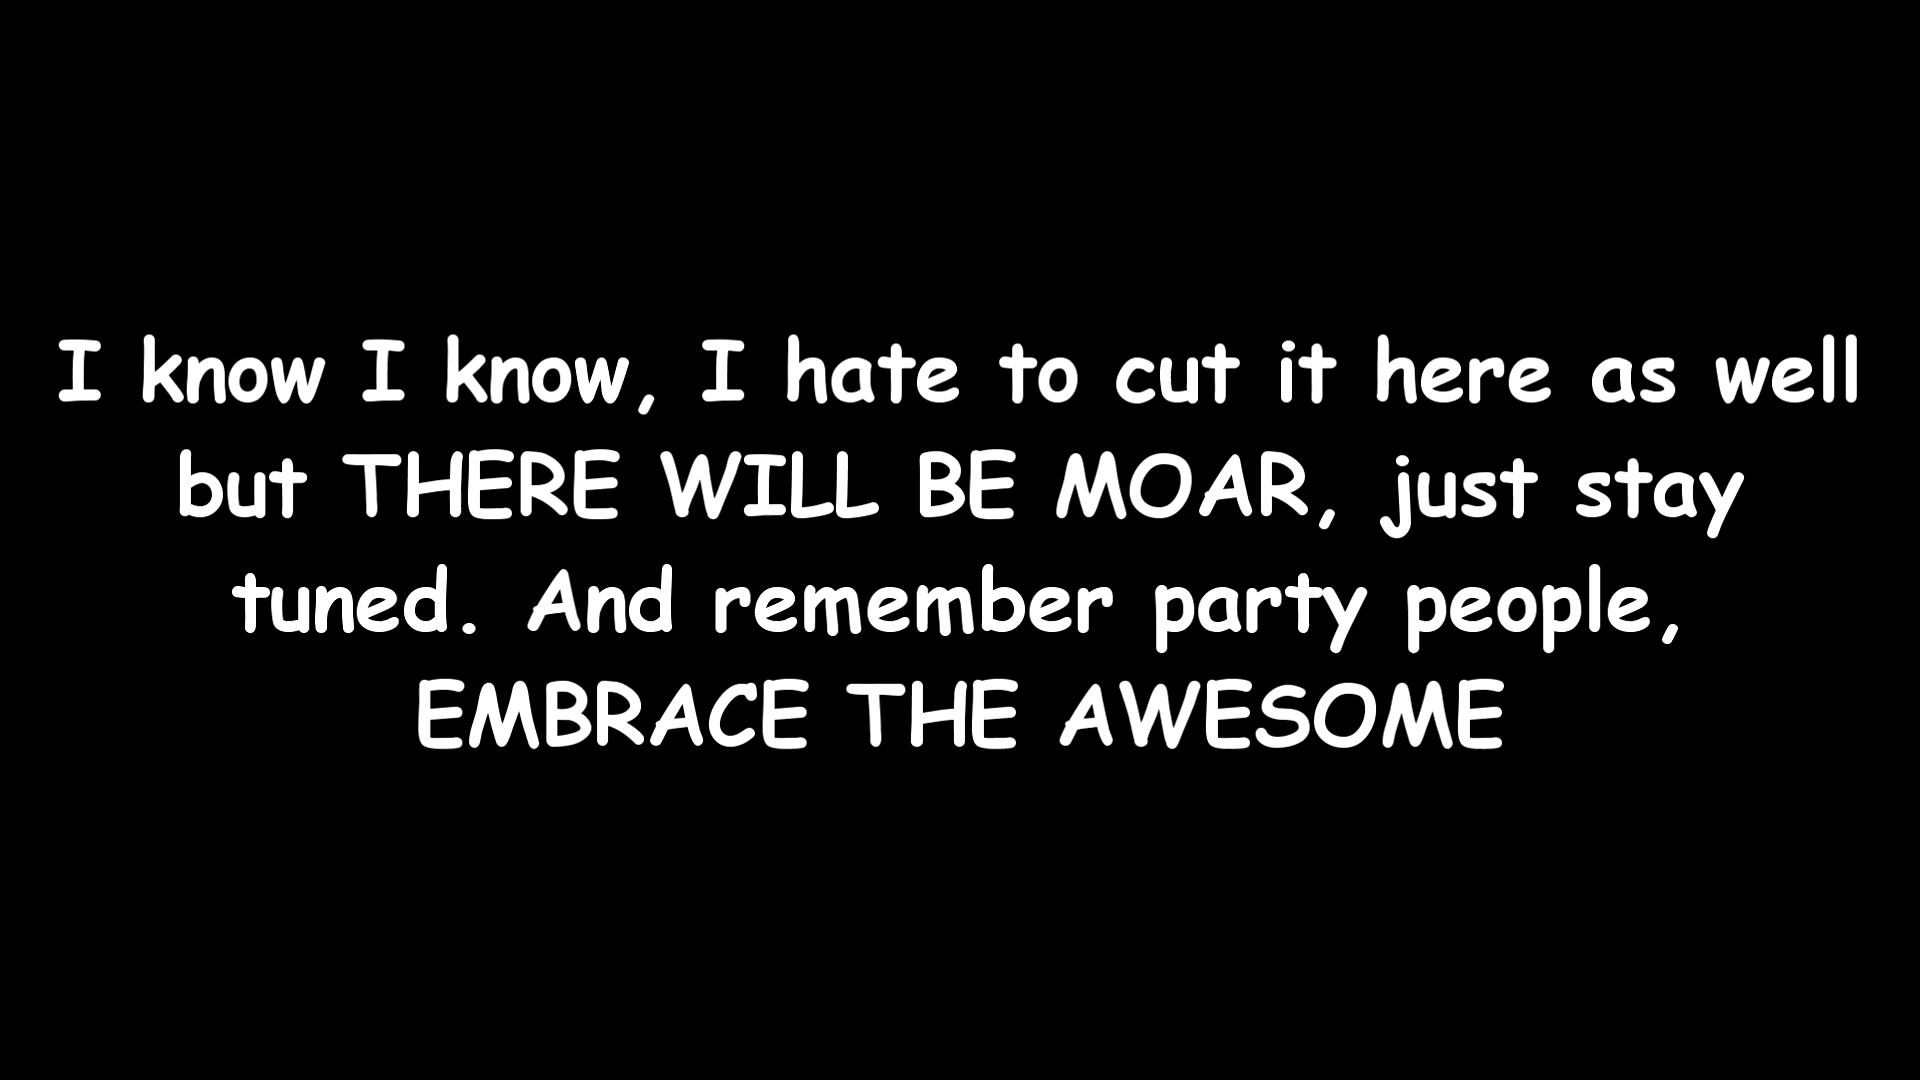 I know I know, I hate to cut it here as well
but THERE WILL BE MOAR, just stay
tuned. And remember party people,
EMBRACE THE AWESOME